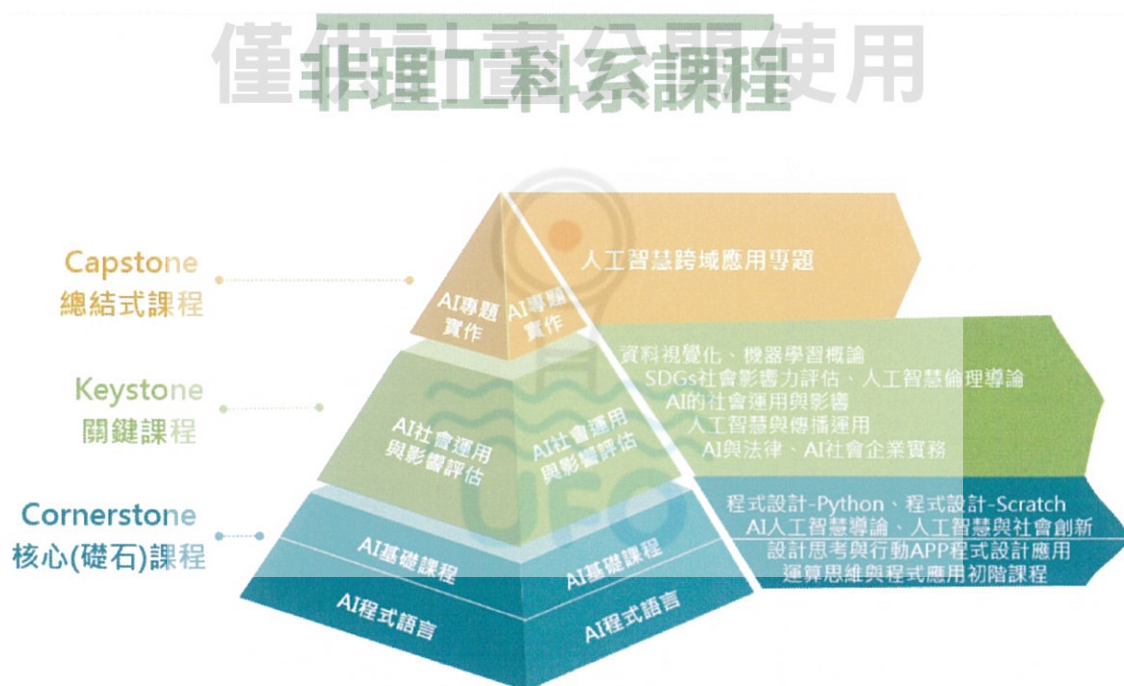 僅供計畫公開使用
非理工科系課程
Capstone
總結式課程
AI專題
實作
AI專題
實作
人工智慧跨域應用專題
Keystone
關鍵課程
AI社會運用
與影響評估
AI社會運用
與影響評估
資料視覺化、機器學習概論
SDGs社會影響力評估、人工智慧倫理導論
AI的社會運用與影響
人工智慧與傳播運用
AI與法律、AI社會企業實務
UFO
Cornerstone
核心(礎石)課程
AI基礎課程
AI基礎課程
AI程式語言
AI程式語言
程式設計-Python、程式設計-Scratch
AI人工智慧導論、人工智慧與社會創新
設計思考與行動APP程式設計應用
運算思維與程式應用初階課程